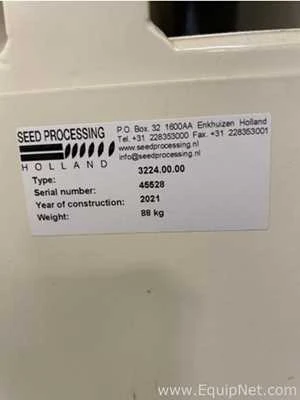 SEED PROCESSING
HOLLAND
P.O. Box. 32 1600AA Enkhuizen Holland
Tel. +31 228353000 Fax. +31 228353001
www.seedprocessing.nl
info@seedprocessing.nl
Type: 3224.00.00
Serial number: 45528
Year of construction: 2021
Weight: 88 kg
www.EquipNet.com